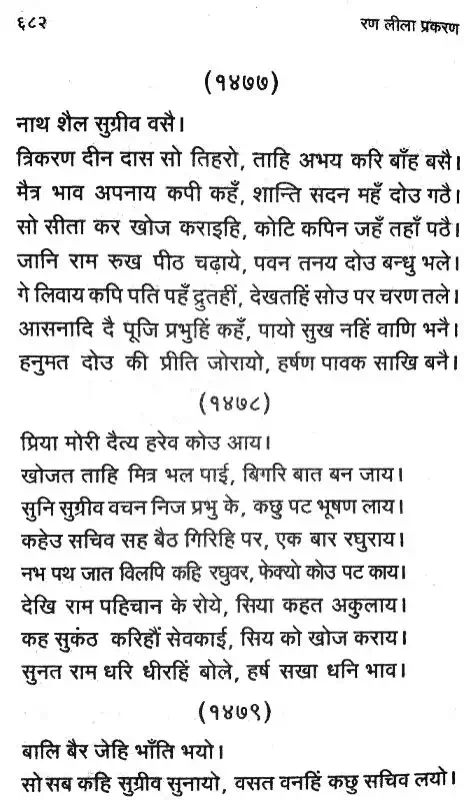 ६८२ रण लीला प्रकरण
(१४७७)
नाथ शैल सुग्रीव वसै।
त्रिकरण दीन दास सो तिहरो, ताहि अभय करि बाँह बसै।
मैत्र भाव अपनाय कपी कहँ, शान्ति सदन महँ दोउ गठै।
सो सीता कर खोज कराइहि, कोटि कपिन जहँ तहाँ पठै।
जानि राम रुख पीठ चढ़ाये, पवन तनय दोउ बन्धु भले।
गे लिवाय कपि पति पहँ द्रुतहीं, देखतहिं सोउ पर चरण तले।
आसनादि दै पूजि प्रभुहिं कहँ, पायो सुख नहिं वाणि भनै।
हनुमत दोउ की प्रीति जोरायो, हर्षण पावक साखि बनै।
(१४७८)
प्रिया मोरी दैत्य हरेव कोउ आय।
खोजत ताहि मित्र भल पाई, बिगरि बात बन जाय।
सुनि सुग्रीव वचन निज प्रभु के, कछु पट भूषण लाय।
कहेउ सचिव सह बैठ गिरिहि पर, एक बार रघुराय।
नभ पथ जात विलपि कहि रघुवर, फेक्यो कोउ पट काय।
देखि राम पहिचान के रोये, सिया कहत अकुलाय।
कह सुकंठ करिहौं सेवकाई, सिय को खोज कराय।
सुनत राम धरि धीरहिं बोले, हर्ष सखा धनि भाव।
(१४७९)
बालि बैर जेहि भाँति भयो।
सो सब कहि सुग्रीव सुनायो, वसत वनहिं कछु सचिव लयो।